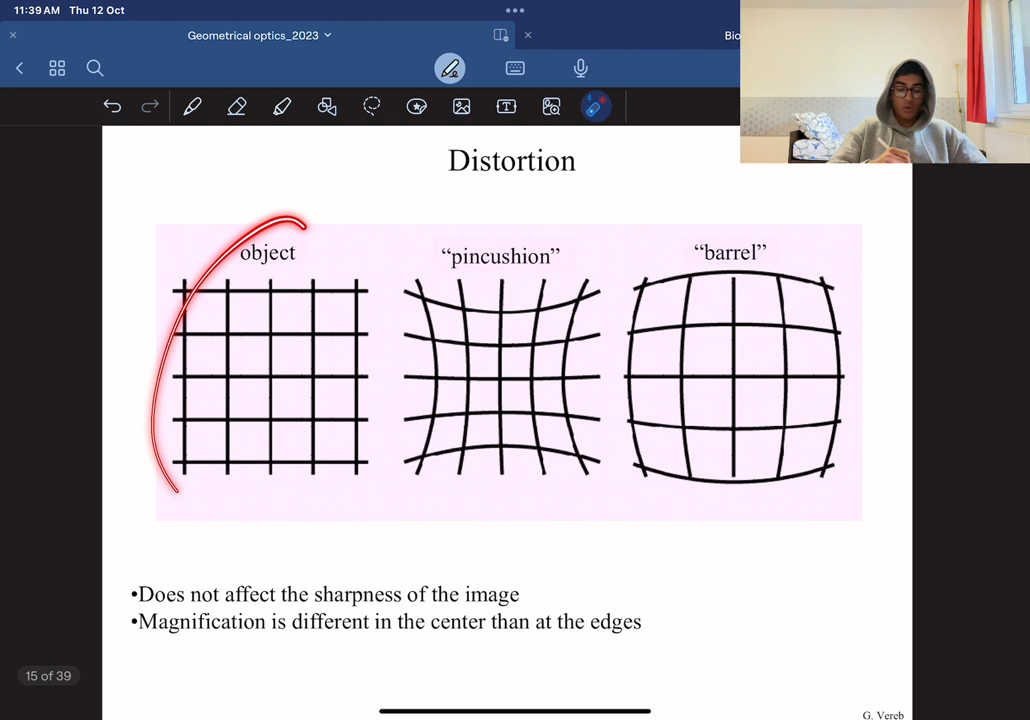 11:39 AM Thu 12 Oct
Geometrical optics_2023
Bio
Distortion
object
“pincushion”
“barrel”
•Does not affect the sharpness of the image
•Magnification is different in the center than at the edges
15 of 39
G. Vereb